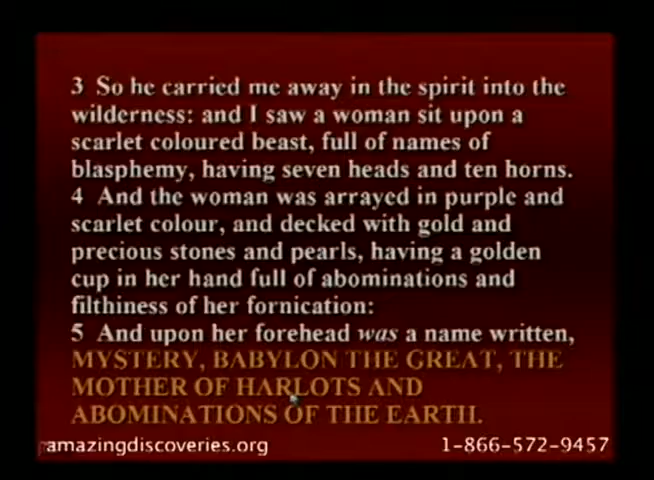 3 So he carried me away in the spirit into the
wilderness: and I saw a woman sit upon a
scarlet coloured beast, full of names of
blasphemy, having seven heads and ten horns.
4 And the woman was arrayed in purple and
scarlet colour, and decked with gold and
precious stones and pearls, having a golden
cup in her hand full of abominations and
filthiness of her fornication:
5 And upon her forehead was a name written,
MYSTERY, BABYLON THE GREAT, THE
MOTHER OF HARLOTS AND
ABOMINATIONS OF THE EARTH.
amazingdiscoveries.org 1-866-572-9457